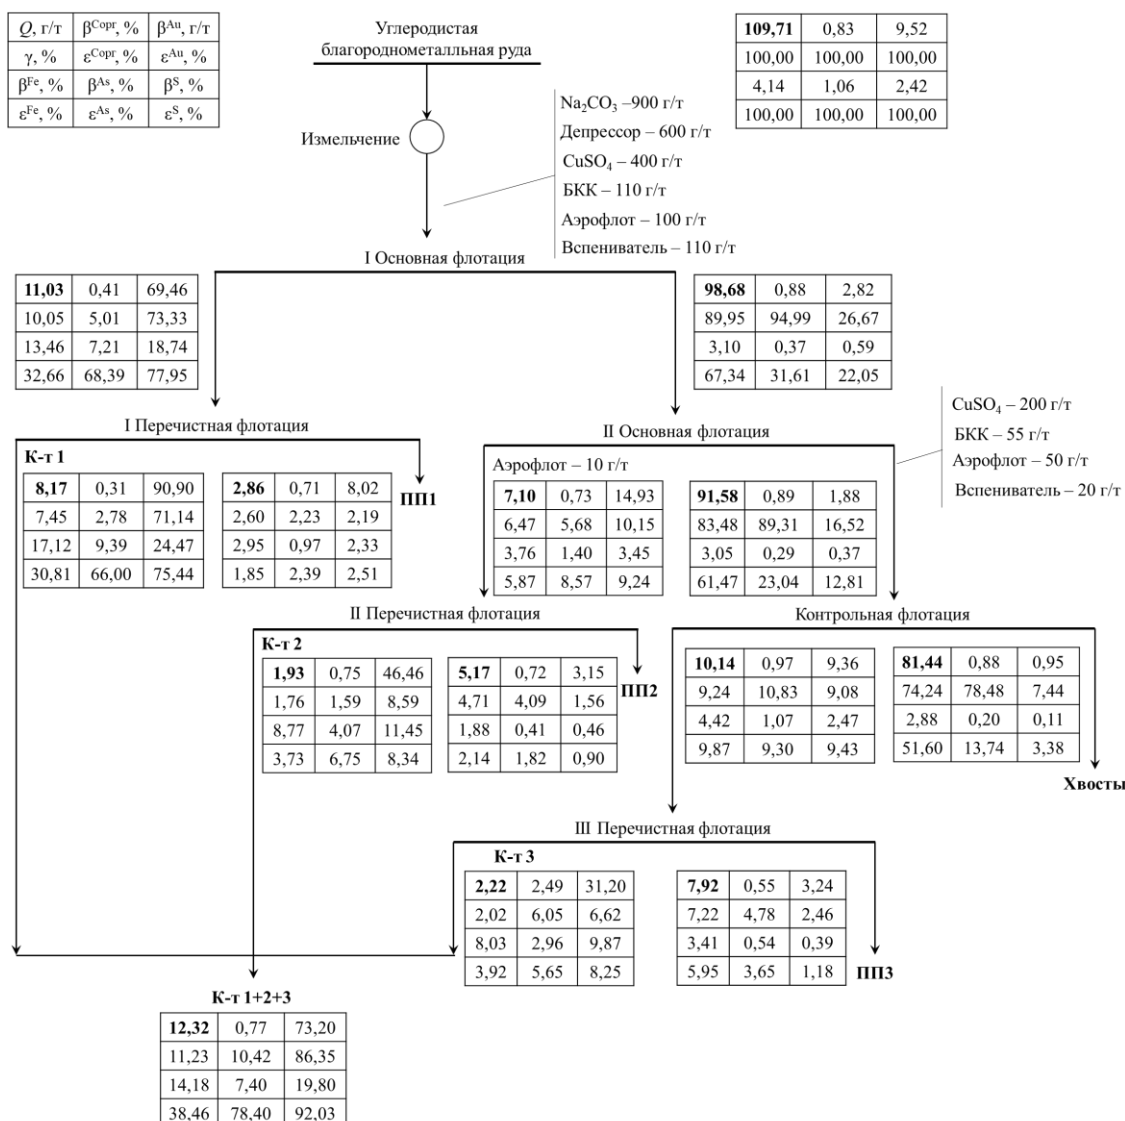 Q, г/т βСорг, % βAu, г/т
γ, % εСорг, % εAu, %
βFe, % βAs, % βS, %
εFe, % εAs, % εS, %
Углеродистая
благороднометалльная руда
109,71 0,83 9,52
100,00 100,00 100,00
4,14 1,06 2,42
100,00 100,00 100,00
Измельчение
Na2CO3 –900 г/т
Депрессор – 600 г/т
CuSO4 – 400 г/т
БКК – 110 г/т
Аэрофлот – 100 г/т
Вспениватель – 110 г/т
I Основная флотация
11,03 0,41 69,46
10,05 5,01 73,33
13,46 7,21 18,74
32,66 68,39 77,95
98,68 0,88 2,82
89,95 94,99 26,67
3,10 0,37 0,59
67,34 31,61 22,05
CuSO4 – 200 г/т
БКК – 55 г/т
Аэрофлот – 50 г/т
Вспениватель – 20 г/т
I Перечистная флотация
К-т 1
8,17 0,31 90,90
7,45 2,78 71,14
17,12 9,39 24,47
30,81 66,00 75,44
2,86 0,71 8,02
2,60 2,23 2,19
2,95 0,97 2,33
1,85 2,39 2,51
ПП1
II Основная флотация
Аэрофлот – 10 г/т
7,10 0,73 14,93
6,47 5,68 10,15
3,76 1,40 3,45
5,87 8,57 9,24
91,58 0,89 1,88
83,48 89,31 16,52
3,05 0,29 0,37
61,47 23,04 12,81
II Перечистная флотация
К-т 2
1,93 0,75 46,46
1,76 1,59 8,59
8,77 4,07 11,45
3,73 6,75 8,34
5,17 0,72 3,15
4,71 4,09 1,56
1,88 0,41 0,46
2,14 1,82 0,90
ПП2
Контрольная флотация
10,14 0,97 9,36
9,24 10,83 9,08
4,42 1,07 2,47
9,87 9,30 9,43
81,44 0,88 0,95
74,24 78,48 7,44
2,88 0,20 0,11
51,60 13,74 3,38
Хвосты
III Перечистная флотация
К-т 3
2,22 2,49 31,20
2,02 6,05 6,62
8,03 2,96 9,87
3,92 5,65 8,25
7,92 0,55 3,24
7,22 4,78 2,46
3,41 0,54 0,39
5,95 3,65 1,18
ПП3
К-т 1+2+3
12,32 0,77 73,20
11,23 10,42 86,35
14,18 7,40 19,80
38,46 78,40 92,03